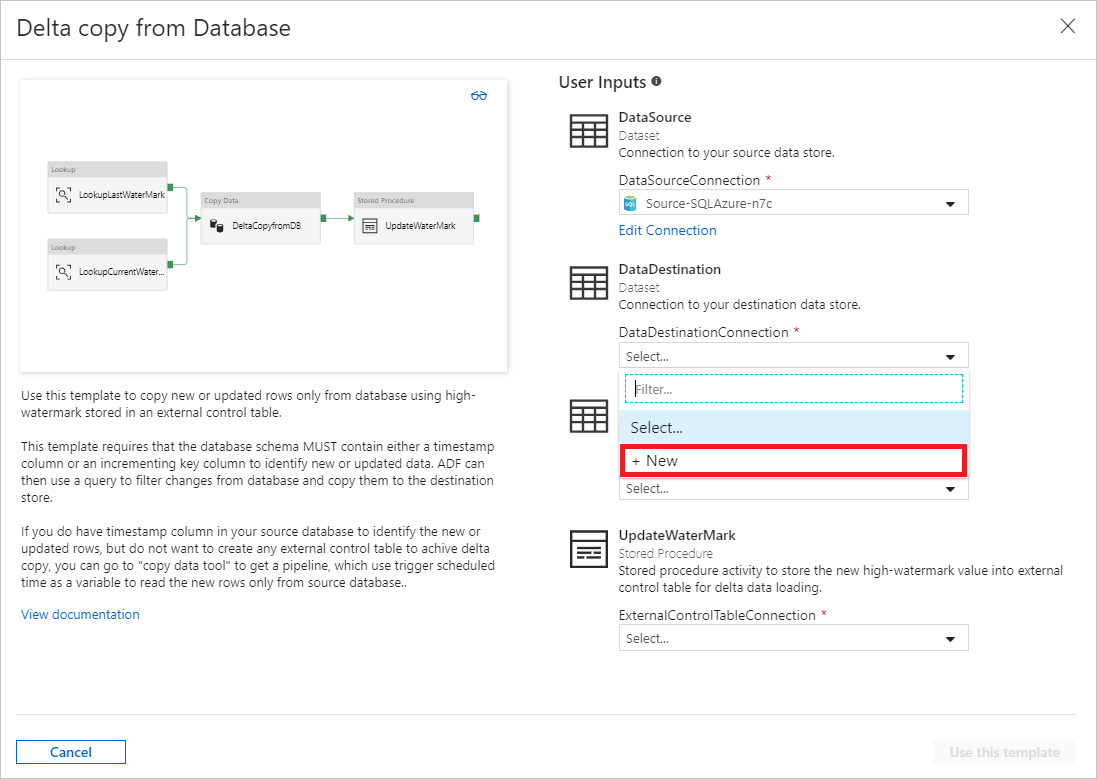 Delta copy from Database
Lookup
LookupLastWaterMark
Lookup
LookupCurrentWater...
Copy Data
DeltaCopyfromDB
Stored Procedure
UpdateWaterMark
Use this template to copy new or updated rows only from database using high-
watermark stored in an external control table.
This template requires that the database schema MUST contain either a timestamp
column or an incrementing key column to identify new or updated data. ADF can
then use a query to filter changes from database and copy them to the destination
store.
If you do have timestamp column in your source database to identify the new or
updated rows, but do not want to create any external control table to achive delta
copy, you can go to "copy data tool" to get a pipeline, which use trigger scheduled
time as a variable to read the new rows only from source database..
View documentation
User Inputs
DataSource
Dataset
Connection to your source data store.
DataSourceConnection *
Source-SQLAzure-n7c
Edit Connection
DataDestination
Dataset
Connection to your destination data store.
DataDestinationConnection *
Select...
Filter...
Select...
+ New
Select...
UpdateWaterMark
Stored Procedure
Stored procedure activity to store the new high-watermark value into external
control table for delta data loading.
ExternalControlTableConnection *
Select...
Cancel
Use this template